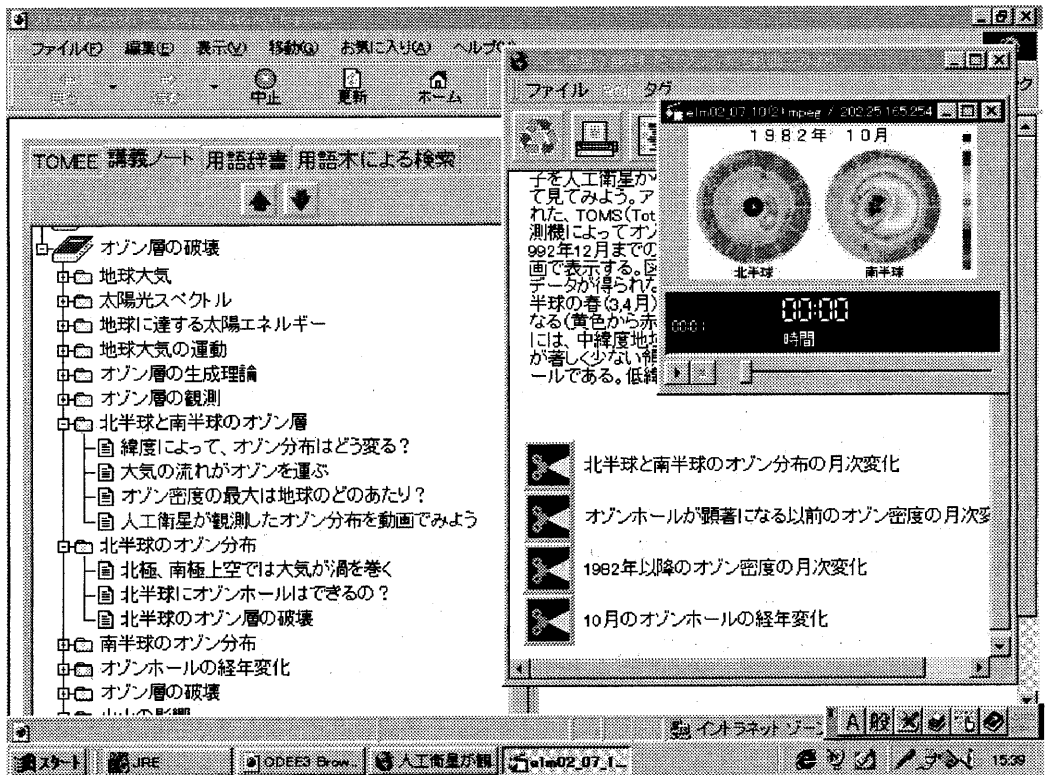 ファイル(F) 編集(E) 表示(V) 移動(G) お気に入り(A) ヘルプ
中止 更新 ホーム
TOMEE 講義ノート 用語辞書 用語木による検索
オゾン層の破壊
地球大気
太陽光スペクトル
地球に達する太陽エネルギー
地球大気の運動
オゾン層の生成理論
オゾン層の観測
北半球と南半球のオゾン層
緯度によって、オゾン分布はどう変る?
大気の流れがオゾンを運ぶ
オゾン密度の最大は地球のどのあたり?
人工衛星が観測したオゾン分布を動画でみよう
北半球のオゾン分布
北極、南極上空では大気が渦を巻く
北半球にオゾンホールはできるの?
北半球のオゾン層の破壊
南半球のオゾン分布
オゾンホールの経年変化
オゾン層の破壊
ファイル タグ
子を人工衛星か
て見てみよう。ア
れた、TOMS(Tot
測機によってオゾ
992年12月までの
画で表示する。図
データが得られな
半球の春(3,4月)
なる(黄色から赤
には、中緯度地域
が著しく少ない領
ールである。低緯
elm02_07_10(2).mpeg / 202.25.165.254
1982年 10月
北半球 南半球
00:01 00:00
時間
北半球と南半球のオゾン分布の月次変化
オゾンホールが顕著になる以前のオゾン密度の月次変
1982年以降のオゾン密度の月次変化
10月のオゾンホールの経年変化
イントラネット ゾーン
A 般
スタート JRE ODEE3 Brow... 人工衛星が観 elm02_07_1... 15:39